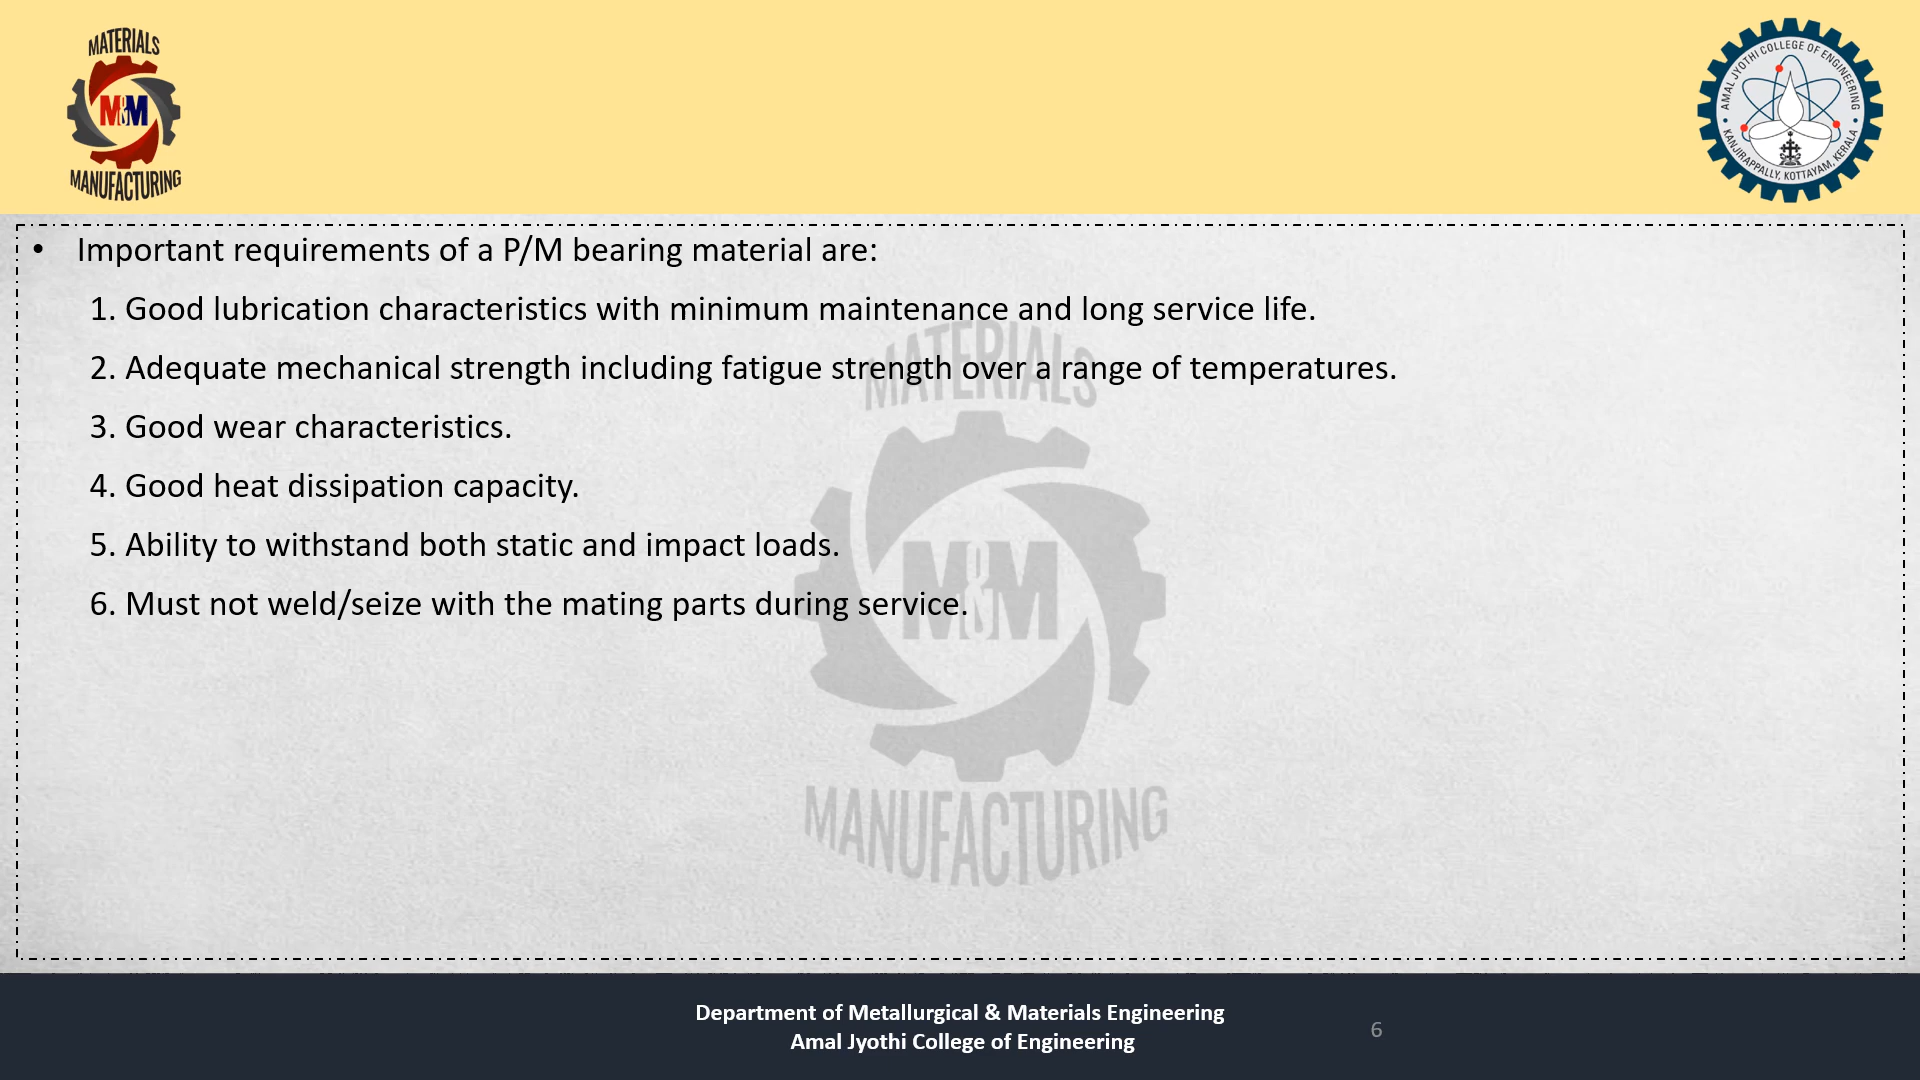 MATERIALS
M&M
MANUFACTURING
AMAL JYOTHI COLLEGE OF ENGINEERING
KANJIRAPPALLY, KOTTAYAM, KERALA
• Important requirements of a P/M bearing material are:
1. Good lubrication characteristics with minimum maintenance and long service life.
2. Adequate mechanical strength including fatigue strength over a range of temperatures.
3. Good wear characteristics.
4. Good heat dissipation capacity.
5. Ability to withstand both static and impact loads.
6. Must not weld/seize with the mating parts during service.
MATERIALS
M&M
MANUFACTURING
Department of Metallurgical & Materials Engineering
Amal Jyothi College of Engineering
6